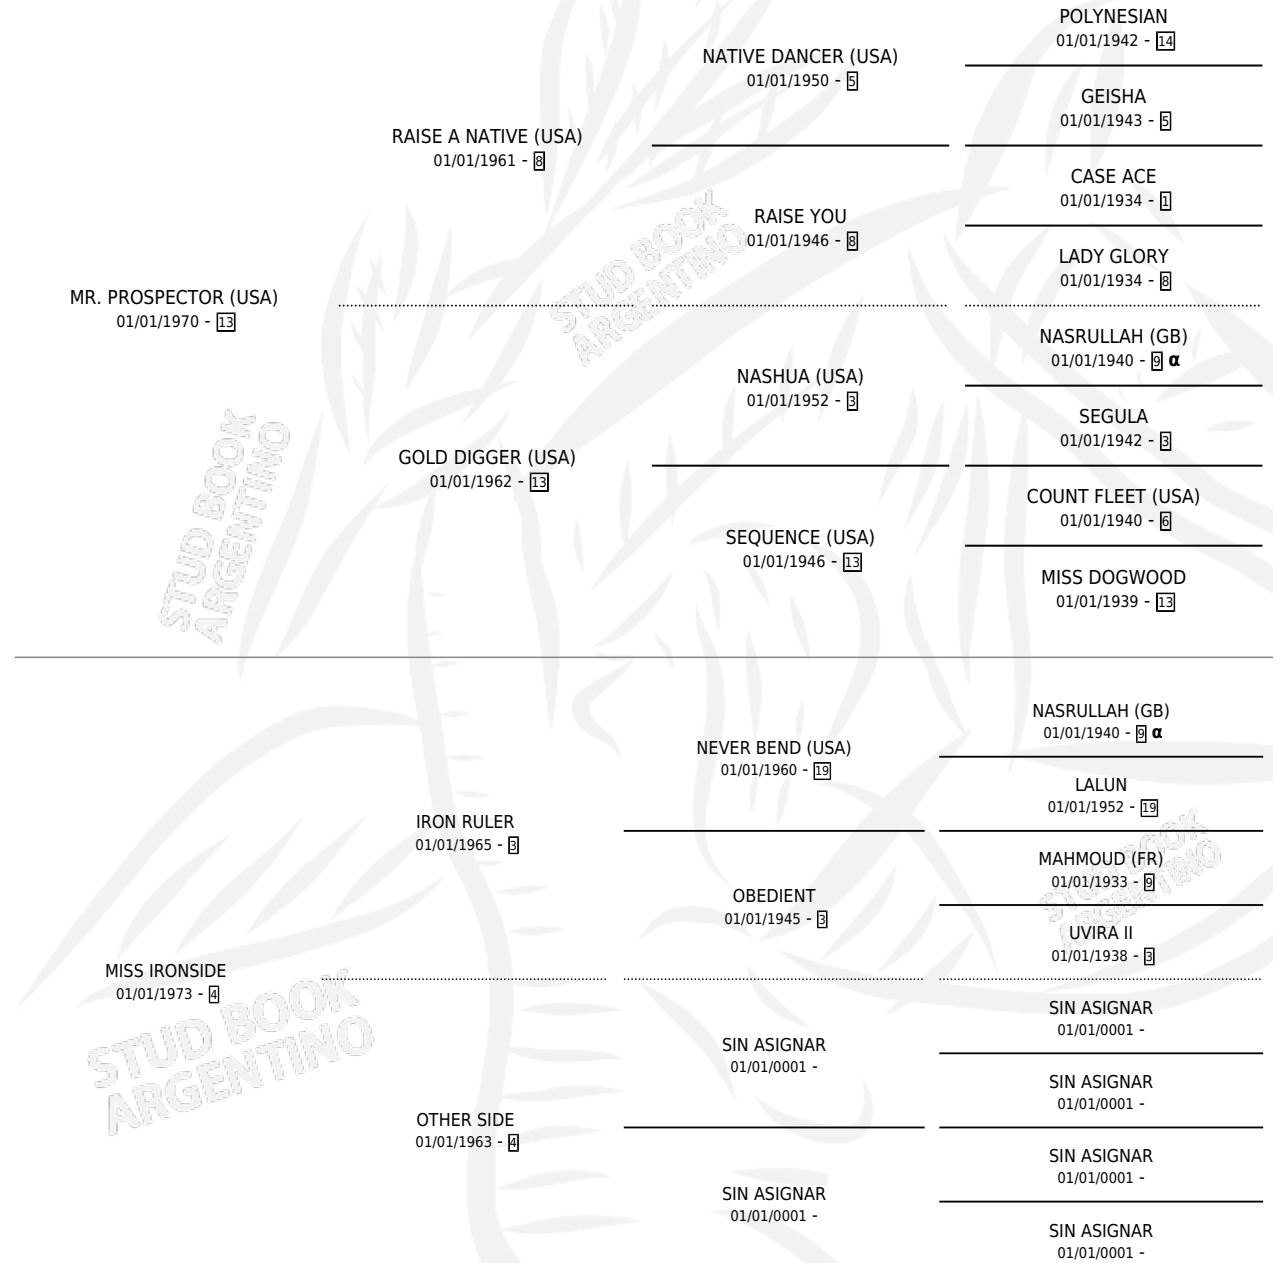 POLYNESIAN
01/01/1942 - 14
NATIVE DANCER (USA)
01/01/1950 - 5
GEISHA
01/01/1943 - 5
RAISE A NATIVE (USA)
01/01/1961 - 8
CASE ACE
01/01/1934 - 1
RAISE YOU
01/01/1946 - 8
LADY GLORY
01/01/1934 - 8
MR. PROSPECTOR (USA)
01/01/1970 - 13
NASRULLAH (GB)
01/01/1940 - 9 α
NASHUA (USA)
01/01/1952 - 3
SEGULA
01/01/1942 - 3
GOLD DIGGER (USA)
01/01/1962 - 13
COUNT FLEET (USA)
01/01/1940 - 6
SEQUENCE (USA)
01/01/1946 - 13
MISS DOGWOOD
01/01/1939 - 13
NASRULLAH (GB)
01/01/1940 - 9 α
NEVER BEND (USA)
01/01/1960 - 19
LALUN
01/01/1952 - 19
IRON RULER
01/01/1965 - 3
MAHMOUD (FR)
01/01/1933 - 9
OBEDIENT
01/01/1945 - 3
UVIRA II
01/01/1938 - 3
MISS IRONSIDE
01/01/1973 - 4
SIN ASIGNAR
01/01/0001 -
SIN ASIGNAR
01/01/0001 -
SIN ASIGNAR
01/01/0001 -
OTHER SIDE
01/01/1963 - 4
SIN ASIGNAR
01/01/0001 -
SIN ASIGNAR
01/01/0001 -
SIN ASIGNAR
01/01/0001 -
STUD BOOK
ARGENTINO
STUD BOOK
ARGENTINO
STUD BOOK
ARGENTINO
STUD BOOK
ARGENTINO